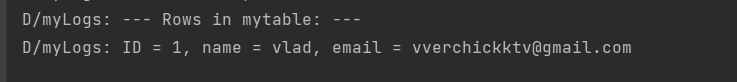 D/myLogs: --- Rows in mytable: ---
D/myLogs: ID = 1, name = vlad, email = vverchickktv@gmail.com